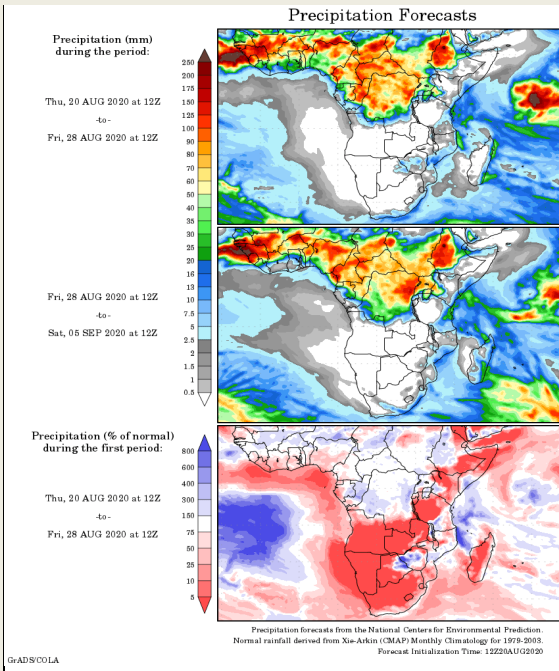 Precipitation Forecasts
Precipitation (mm)
during the period:
Thu, 20 AUG 2020 at 12Z
-to-
Fri, 28 AUG 2020 at 12Z
250
200
175
150
125
100
90
80
70
60
50
40
35
30
25
20
16
13
10
7.5
5
2.5
2
1.5
1
0.5
Fri, 28 AUG 2020 at 12Z
-to-
Sat, 05 SEP 2020 at 12Z
Precipitation (% of normal)
during the first period:
Thu, 20 AUG 2020 at 12Z
-to-
Fri, 28 AUG 2020 at 12Z
800
600
400
300
150
75
50
25
10
5
Precipitation forecasts from the National Centers for Environmental Prediction.
Normal rainfall derived from Xie-Arkin (CMAP) Monthly Climatology for 1979-2003.
Forecast Initialization Time: 12Z20AUG2020
GrADS/COLA